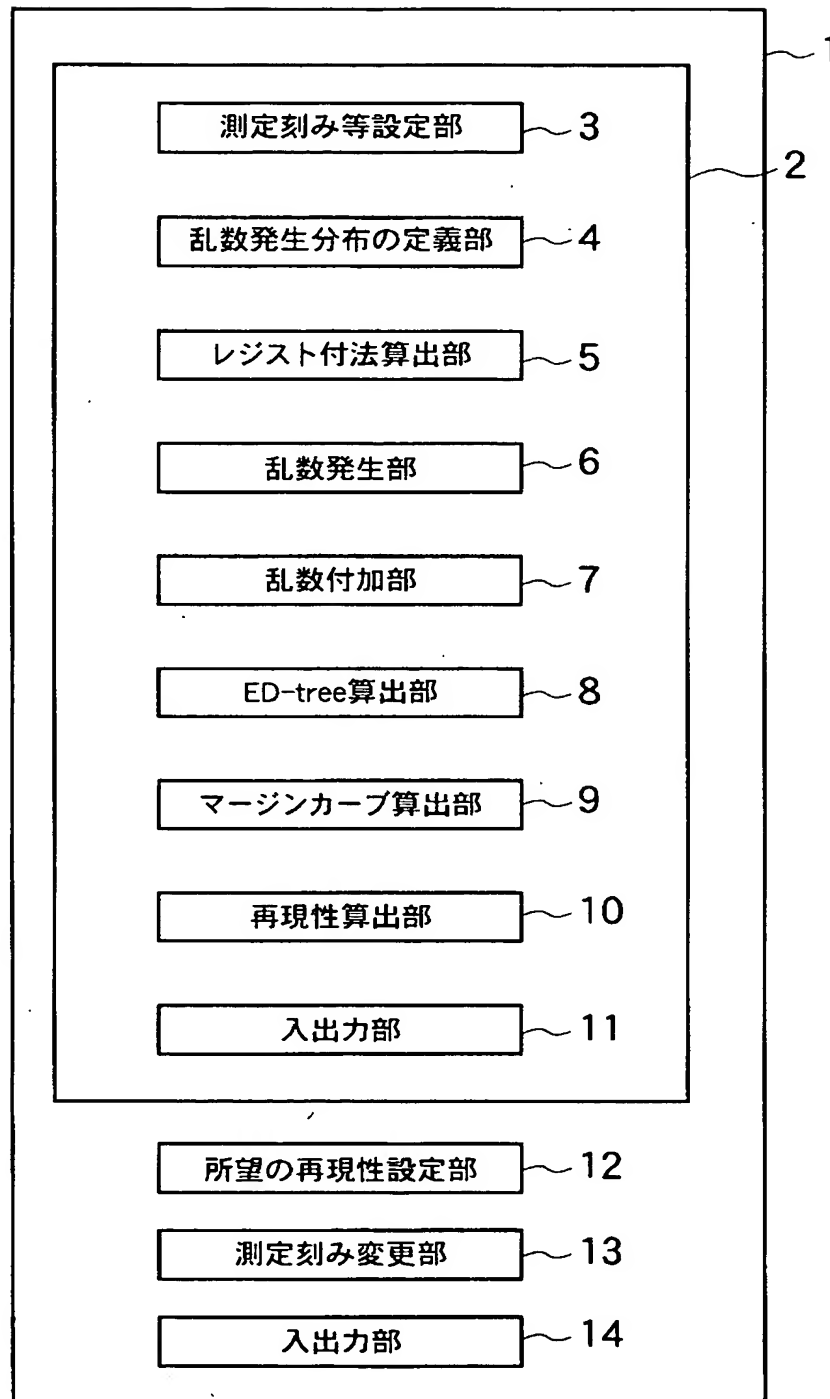 1
測定刻み等設定部 3
2
乱数発生分布の定義部 4
レジスト付法算出部 5
乱数発生部 6
乱数付加部 7
ED-tree算出部 8
マージンカーブ算出部 9
再現性算出部 10
入出力部 11
所望の再現性設定部 12
測定刻み変更部 13
入出力部 14